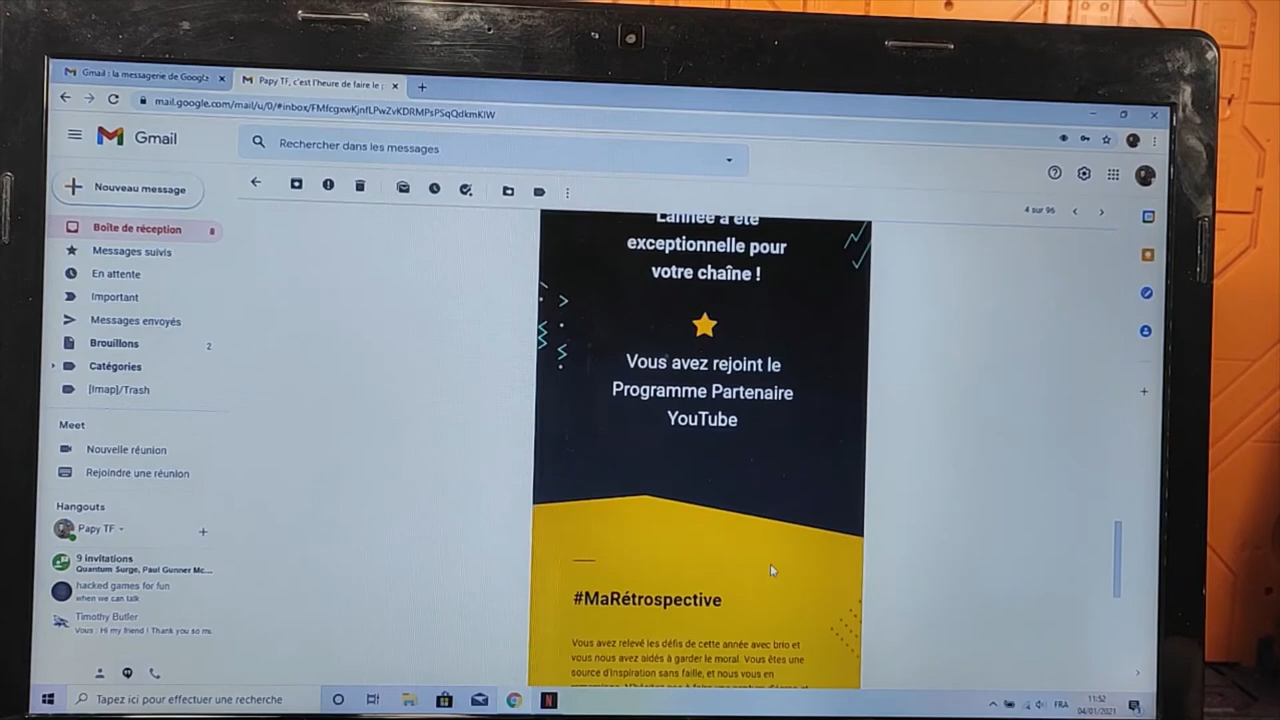 Gmail : la messagerie de Google
Papy TF, c'est l'heure de faire le
mail.google.com/mail/u/0/#inbox/FMfcgxwKjnfLPwZvKDRMPsPSqQdkmKlW
Gmail
Rechercher dans les messages
Nouveau message
4 sur 96
Boîte de réception 8
Messages suivis
En attente
Important
Messages envoyés
Brouillons 2
Catégories
[Imap]/Trash
Meet
Nouvelle réunion
Rejoindre une réunion
Hangouts
Papy TF
9 invitations
Quantum Surge, Paul Gunner Mc...
hacked games for fun
when we can talk
Timothy Butler
Vous : Hi my friend ! Thank you so mu
L'année a été
exceptionnelle pour
votre chaîne !
Vous avez rejoint le
Programme Partenaire
YouTube
#MaRétrospective
Vous avez relevé les défis de cette année avec brio et
vous nous avez aidés à garder le moral. Vous êtes une
source d'inspiration sans faille, et nous vous en
Tapez ici pour effectuer une recherche
N
FRA
11:52
04/01/2021